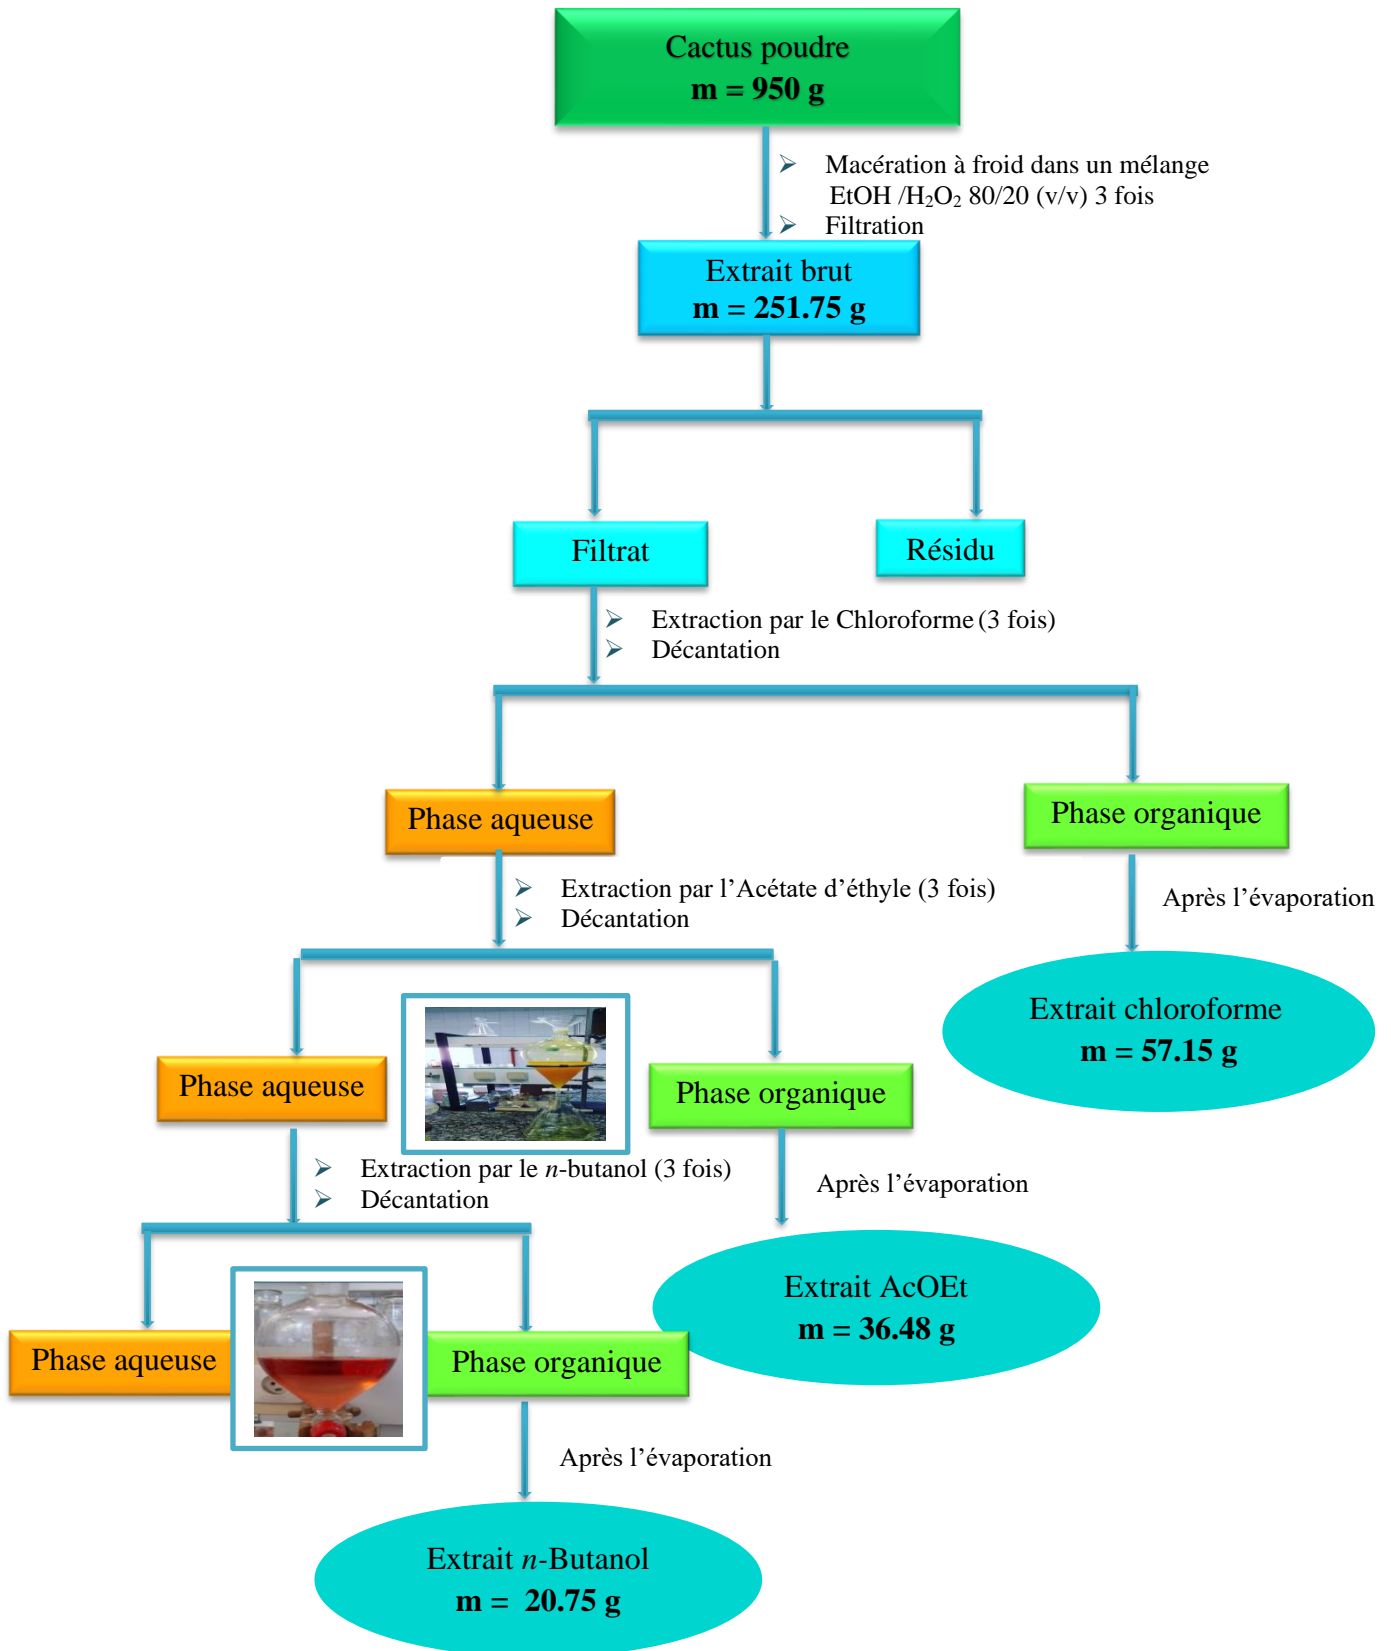 Cactus poudre
m = 950 g
➢ Macération à froid dans un mélange
EtOH /H₂O₂ 80/20 (v/v) 3 fois
➢ Filtration
Extrait brut
m = 251.75 g
Filtrat
Résidu
➢ Extraction par le Chloroforme (3 fois)
➢ Décantation
Phase aqueuse
Phase organique
➢ Extraction par l’Acétate d’éthyle (3 fois)
➢ Décantation
Après l’évaporation
Extrait chloroforme
m = 57.15 g
Phase aqueuse
Phase organique
➢ Extraction par le n-butanol (3 fois)
➢ Décantation
Après l’évaporation
Extrait AcOEt
m = 36.48 g
Phase aqueuse
Phase organique
Après l’évaporation
Extrait n-Butanol
m = 20.75 g